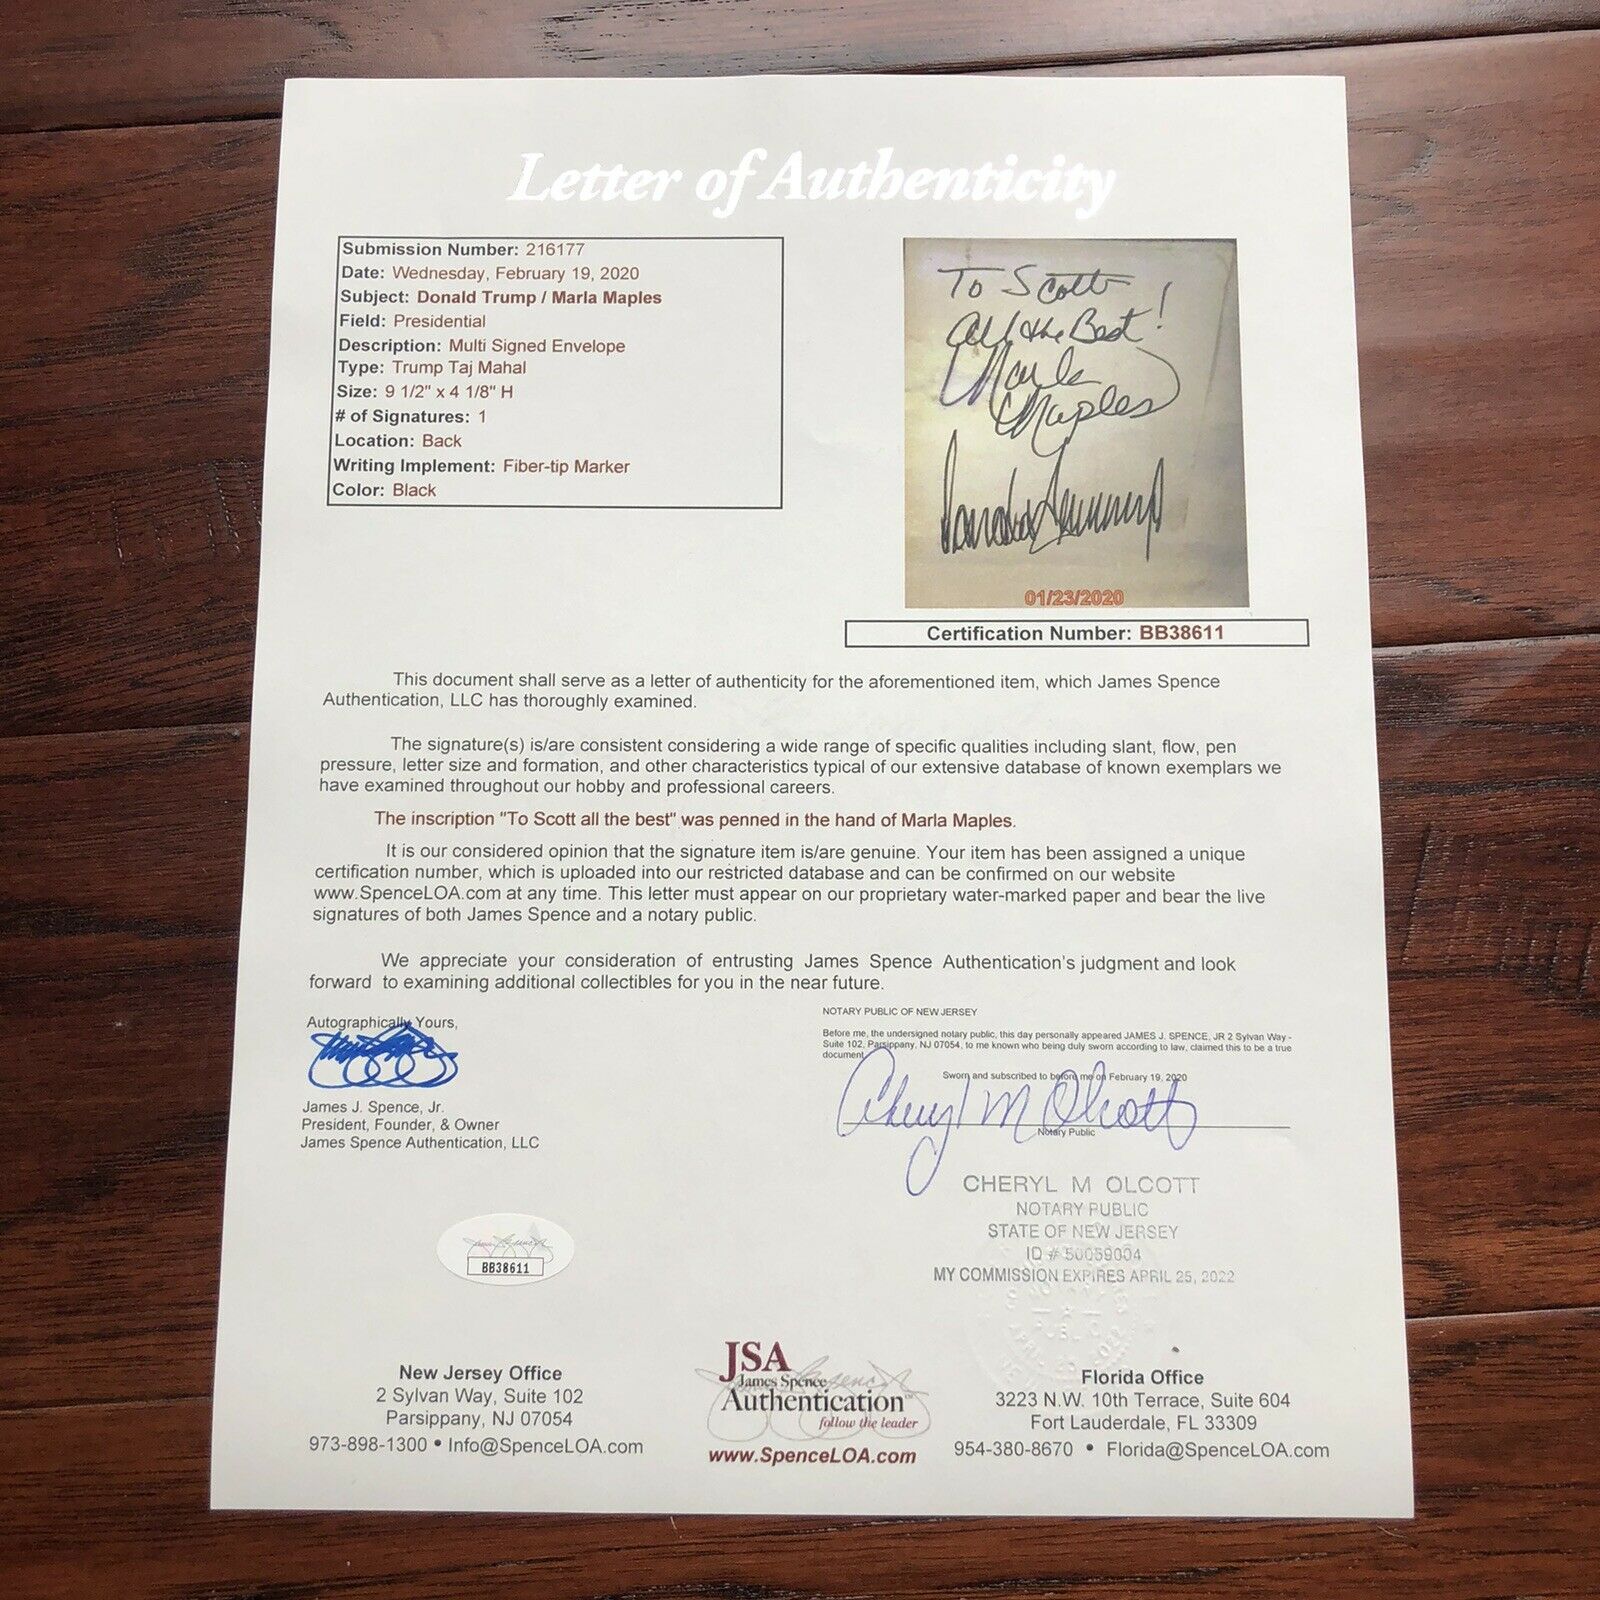 Letter of Authenticity
Submission Number: 216177
Date: Wednesday, February 19, 2020
Subject: Donald Trump / Marla Maples
Field: Presidential
Description: Multi Signed Envelope
Type: Trump Taj Mahal
Size: 9 1/2" x 4 1/8" H
# of Signatures: 1
Location: Back
Writing Implement: Fiber-tip Marker
Color: Black
To Scott
All the Best!
Marla
Maples
Donald Trump
01/23/2020
Certification Number: BB38611
This document shall serve as a letter of authenticity for the aforementioned item, which James Spence
Authentication, LLC has thoroughly examined.
The signature(s) is/are consistent considering a wide range of specific qualities including slant, flow, pen
pressure, letter size and formation, and other characteristics typical of our extensive database of known exemplars we
have examined throughout our hobby and professional careers.
The inscription "To Scott all the best" was penned in the hand of Marla Maples.
It is our considered opinion that the signature item is/are genuine. Your item has been assigned a unique
certification number, which is uploaded into our restricted database and can be confirmed on our website
www.SpenceLOA.com at any time. This letter must appear on our proprietary water-marked paper and bear the live
signatures of both James Spence and a notary public.
We appreciate your consideration of entrusting James Spence Authentication's judgment and look
forward to examining additional collectibles for you in the near future.
Autographically Yours,
James J. Spence, Jr.
President, Founder, & Owner
James Spence Authentication, LLC
NOTARY PUBLIC OF NEW JERSEY
Before me, the undersigned notary public, this day personally appeared JAMES J. SPENCE, JR 2 Sylvan Way -
Suite 102, Parsippany, NJ 07054, to me known who being duly sworn according to law, claimed this to be a true
document.
Sworn and subscribed to before me on February 19, 2020
Cheryl M Olcott
Notary Public
CHERYL M OLCOTT
NOTARY PUBLIC
STATE OF NEW JERSEY
ID # 50059004
MY COMMISSION EXPIRES APRIL 25, 2022
BB38611
New Jersey Office
2 Sylvan Way, Suite 102
Parsippany, NJ 07054
973-898-1300 • Info@SpenceLOA.com
JSA
James Spence
Authentication
follow the leader
www.SpenceLOA.com
Florida Office
3223 N.W. 10th Terrace, Suite 604
Fort Lauderdale, FL 33309
954-380-8670 • Florida@SpenceLOA.com